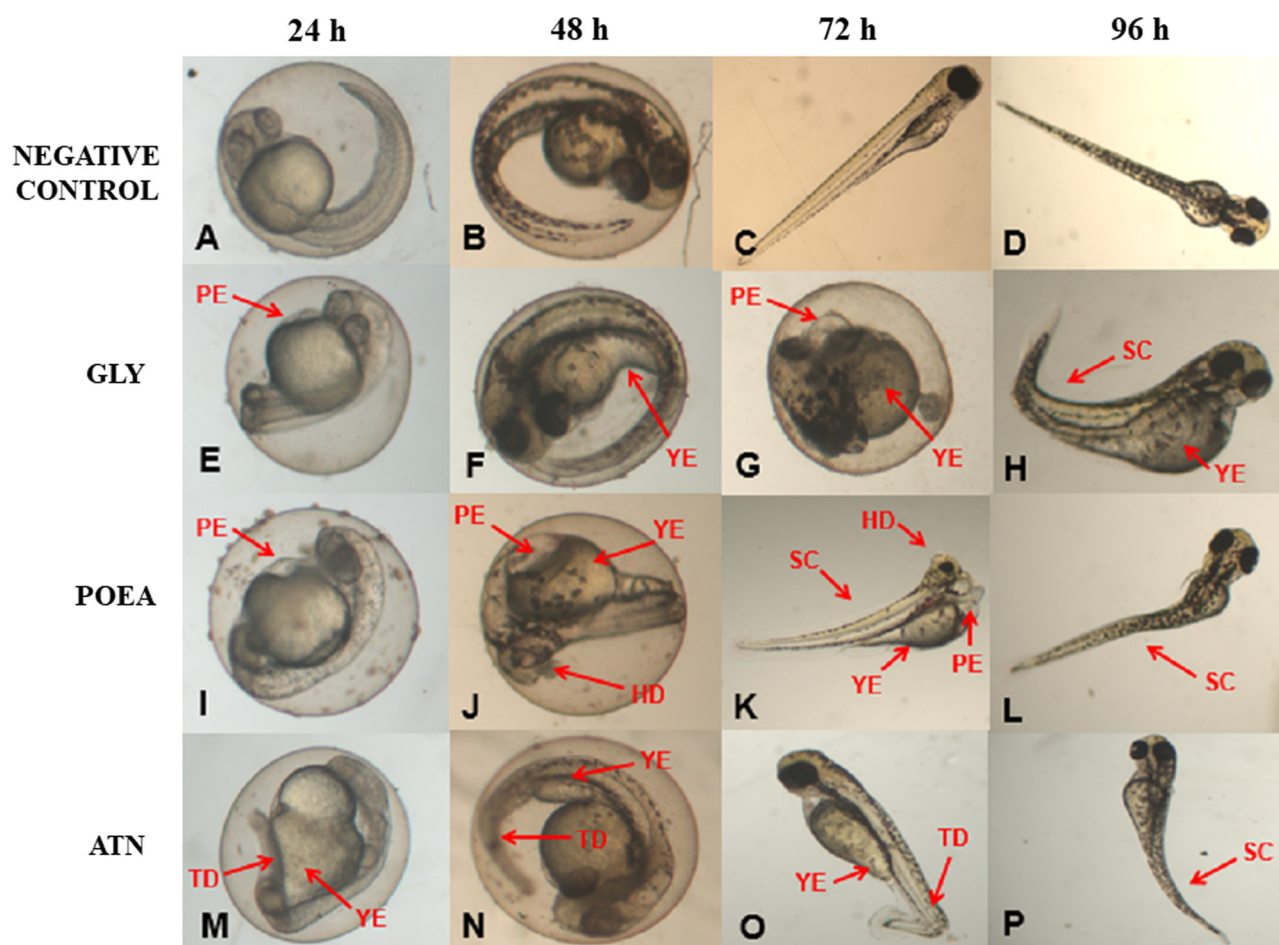 24 h 48 h 72 h 96 h
NEGATIVE
CONTROL
A B C D
PE PE
SC
GLY
YE YE YE
E F G H
PE PE YE HD
SC
POEA
HD YE PE SC
I J K L
YE
ATN
TD TD YE TD SC
YE
M N O P